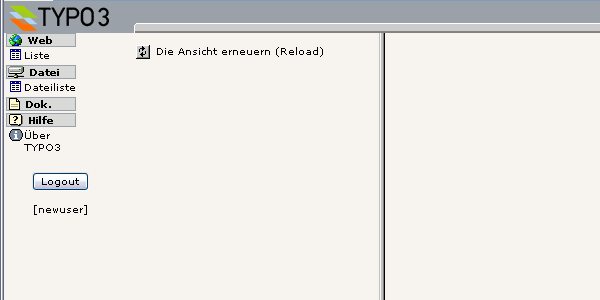 TYPO3
Web
Liste
Datei
Dateiliste
Dok.
Hilfe
Über
TYPO3
Logout
[newuser]
Die Ansicht erneuern (Reload)